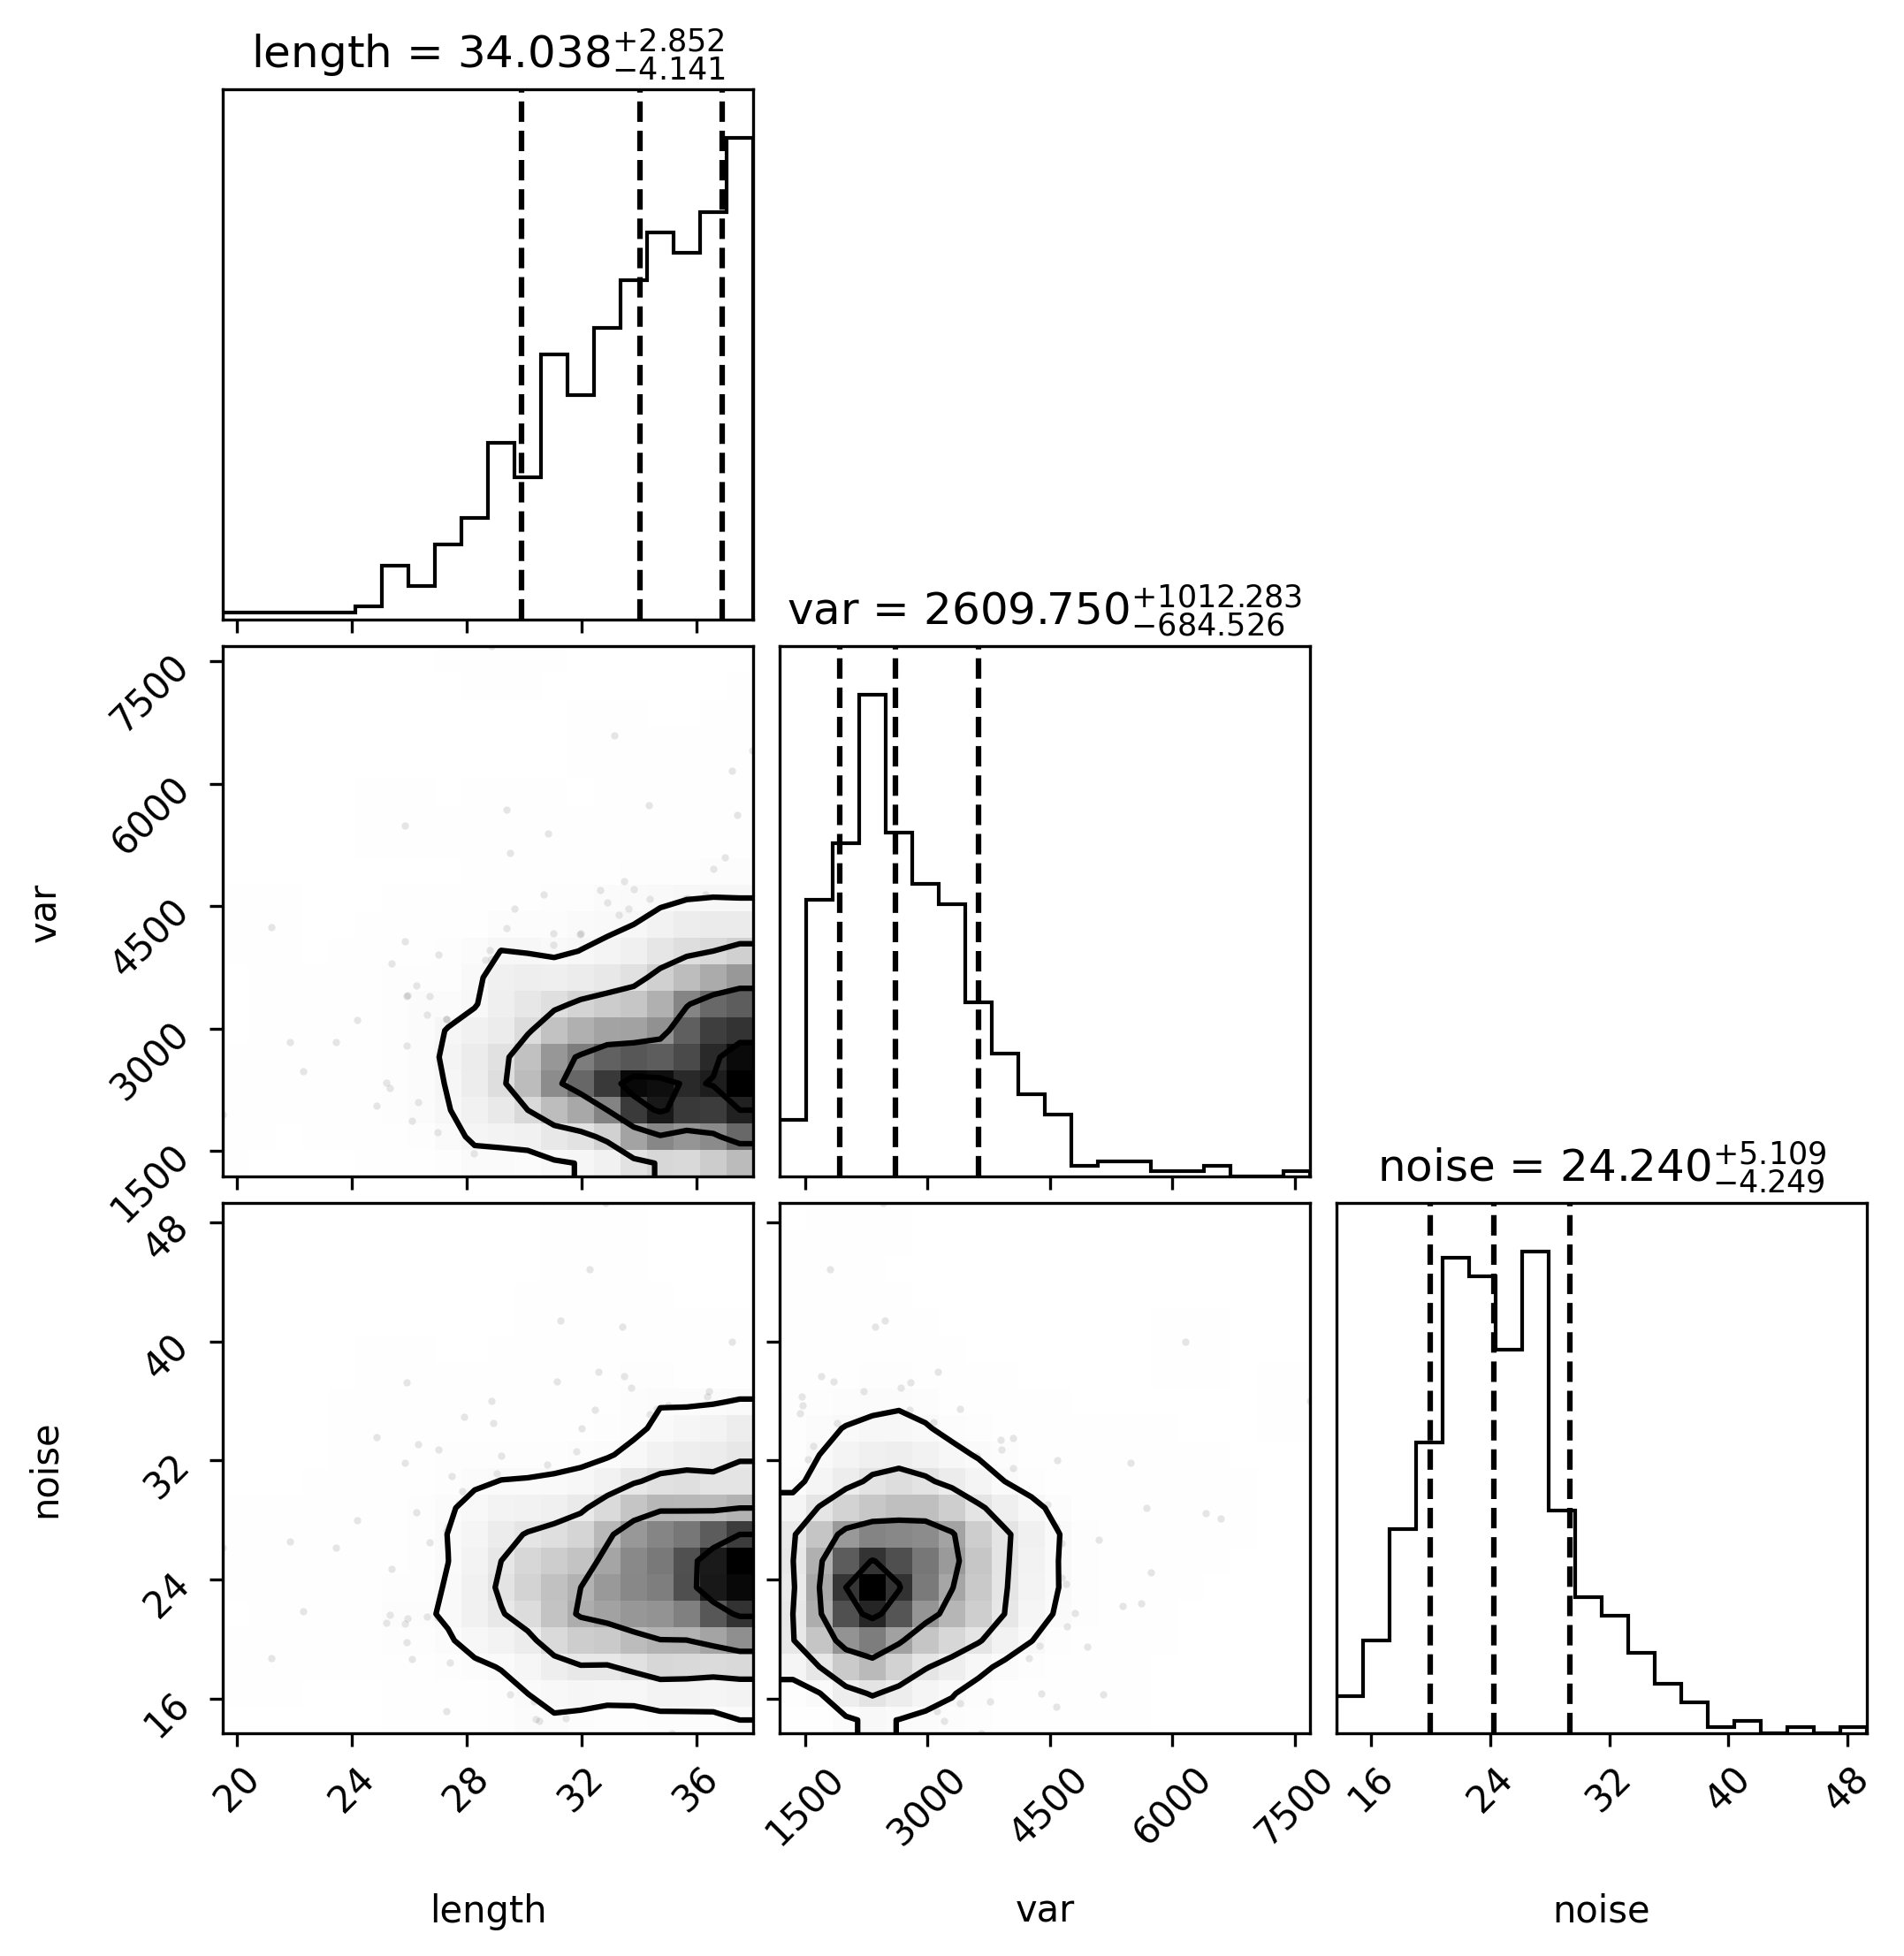 length = 34.038+2.852 −4.141
var = 2609.750+1012.283 −684.526
7500
6000
4500
3000
1500
var
noise = 24.240+5.109 −4.249
48
40
32
24
16
noise
20 24 28 32 36 1500 3000 4500 6000 7500 16 24 32 40 48
length var noise